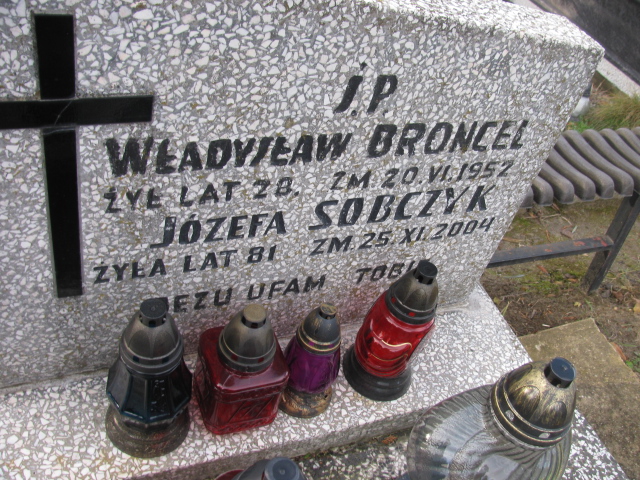 Ś.P
WŁADYSŁAW BRONCEL
ŻYŁ LAT 28. ZM 20.VI.1952
JÓZEFA SOBCZYK
ŻYŁA LAT 81 ZM.25.XI.2004
UFAM